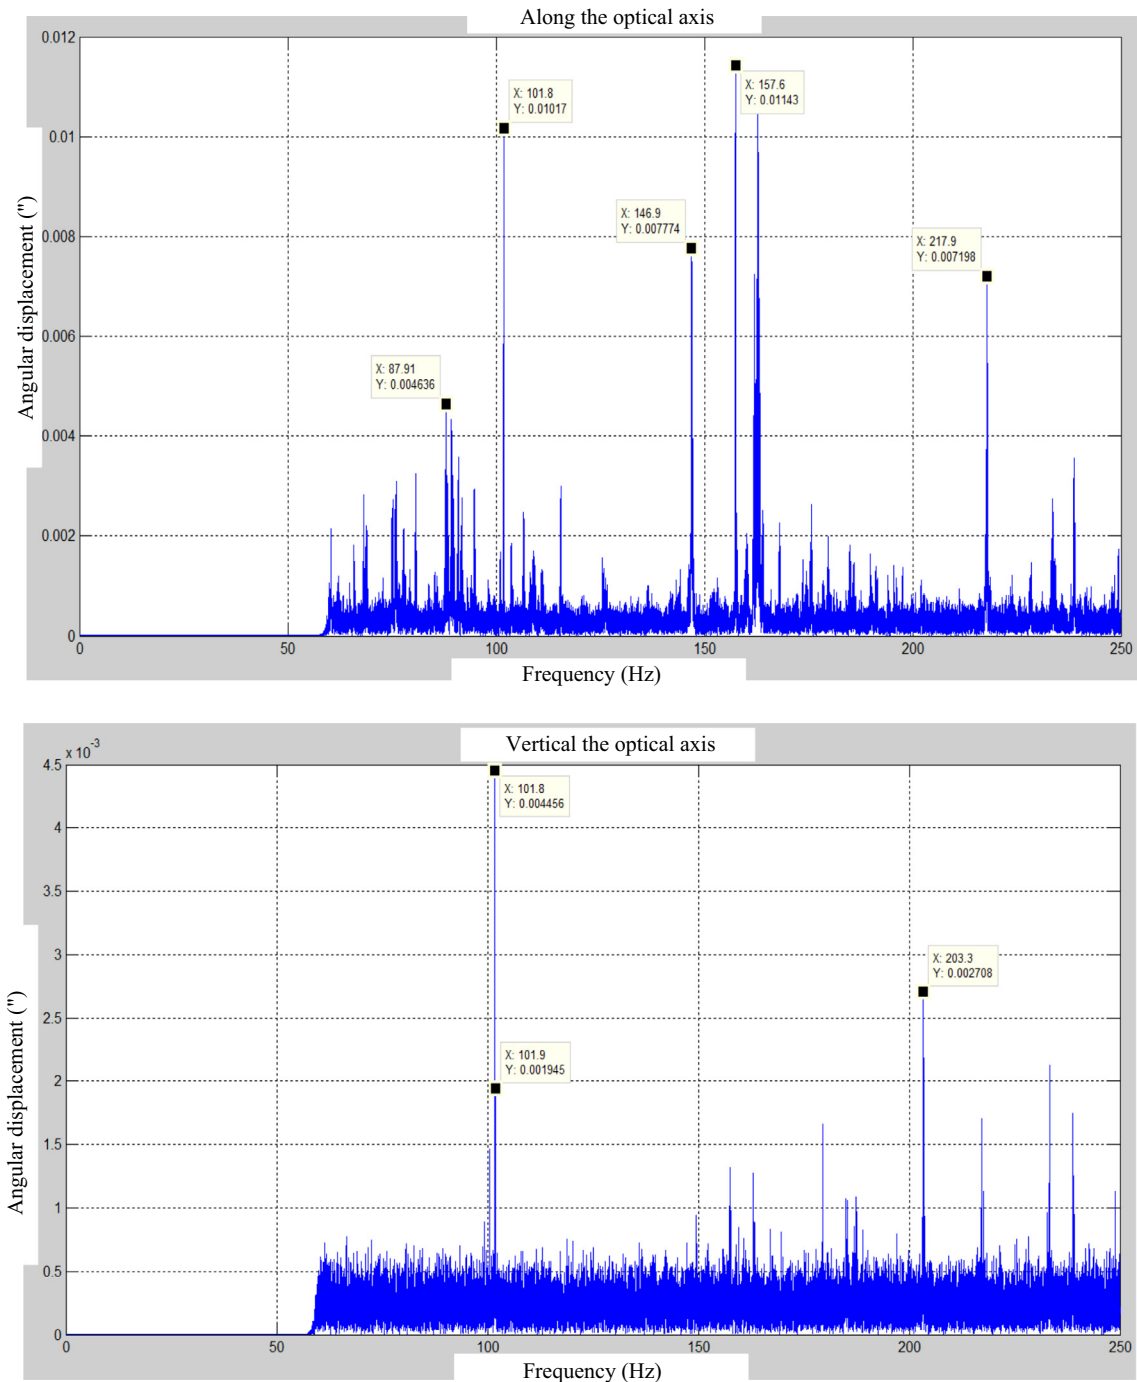 Along the optical axis
0.012
X: 101.8
Y: 0.01017
X: 157.6
Y: 0.01143
0.01
X: 146.9
Y: 0.007774
0.008
X: 217.9
Y: 0.007198
0.006
X: 87.91
Y: 0.004636
0.004
0.002
0
Angular displacement (")
0 50 100 150 200 250
Frequency (Hz)
Vertical the optical axis
x 10⁻³
4.5
X: 101.8
Y: 0.004456
4
3.5
3
X: 203.3
Y: 0.002708
2.5
X: 101.9
Y: 0.001945
2
1.5
1
0.5
0
Angular displacement (")
0 50 100 150 200 250
Frequency (Hz)